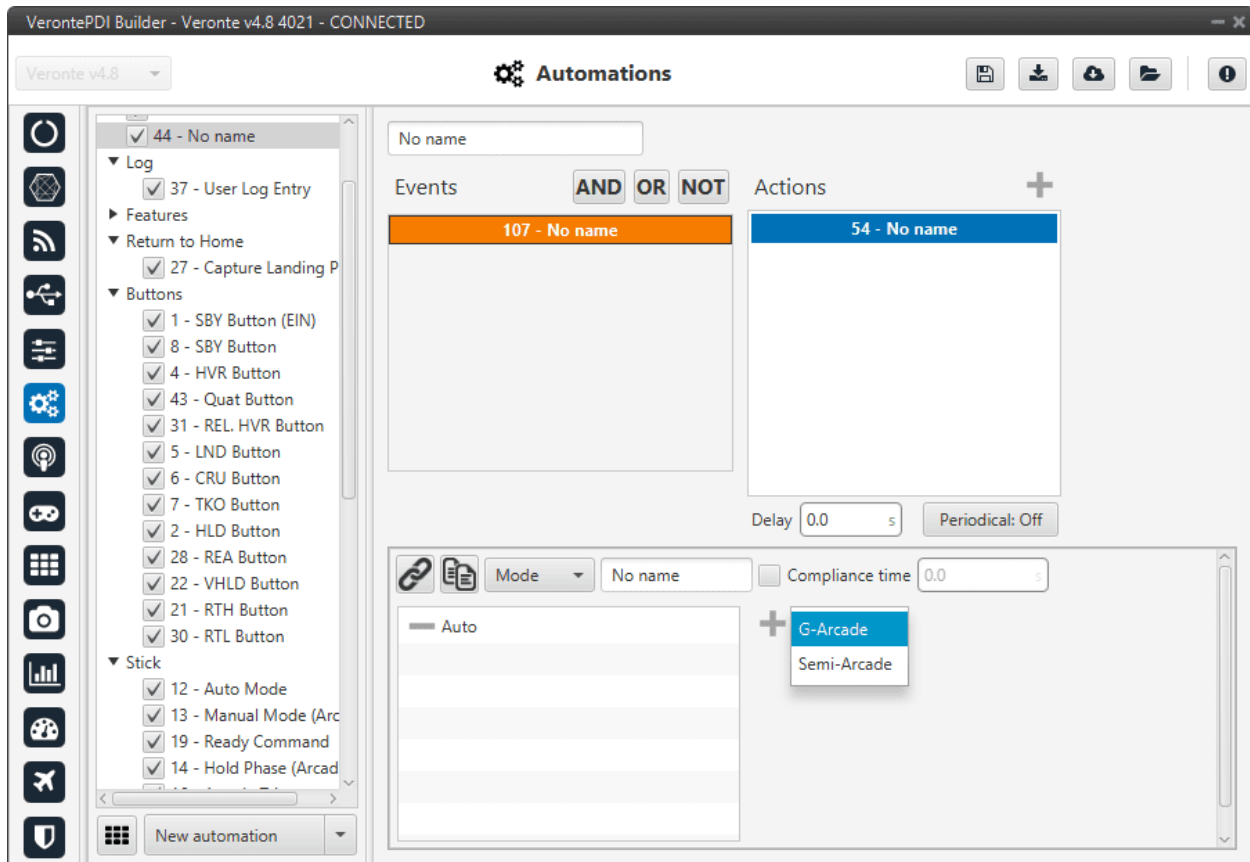 VerontePDI Builder - Veronte v4.8 4021 - CONNECTED
Veronte v4.8
Automations
44 - No name
Log
37 - User Log Entry
Features
Return to Home
27 - Capture Landing P
Buttons
1 - SBY Button (EIN)
8 - SBY Button
4 - HVR Button
43 - Quat Button
31 - REL. HVR Button
5 - LND Button
6 - CRU Button
7 - TKO Button
2 - HLD Button
28 - REA Button
22 - VHLD Button
21 - RTH Button
30 - RTL Button
Stick
12 - Auto Mode
13 - Manual Mode (Arc
19 - Ready Command
14 - Hold Phase (Arcad
New automation
No name
Events AND OR NOT Actions
107 - No name
54 - No name
Delay 0.0 s Periodical: Off
Mode No name Compliance time 0.0 s
Auto
G-Arcade
Semi-Arcade